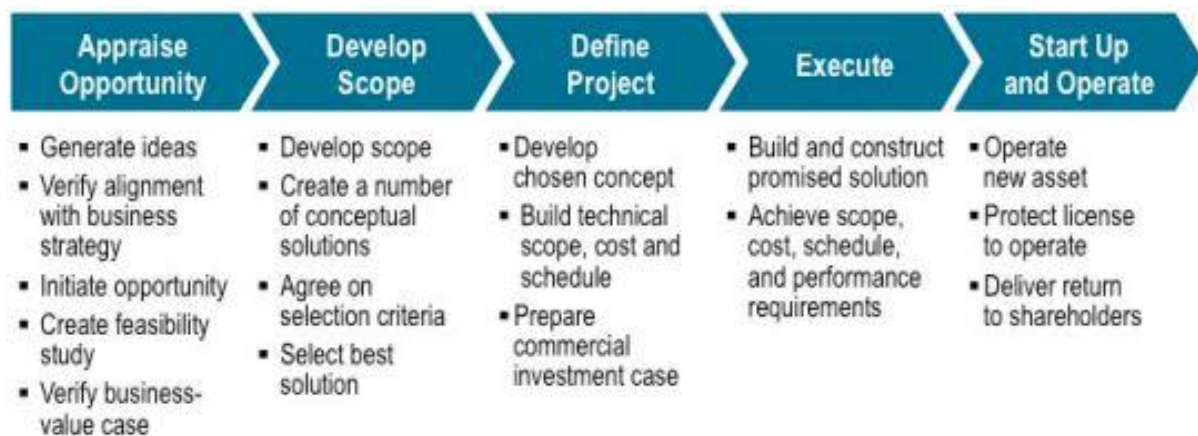 Appraise
Opportunity
Develop
Scope
Define
Project
Execute
Start Up
and Operate
▪ Generate ideas
▪ Verify alignment
with business
strategy
▪ Initiate opportunity
▪ Create feasibility
study
▪ Verify business-
value case
▪ Develop scope
▪ Create a number
of conceptual
solutions
▪ Agree on
selection criteria
▪ Select best
solution
▪ Develop
chosen concept
▪ Build technical
scope, cost and
schedule
▪ Prepare
commercial
investment case
▪ Build and construct
promised solution
▪ Achieve scope,
cost, schedule,
and performance
requirements
▪ Operate
new asset
▪ Protect license
to operate
▪ Deliver return
to shareholders